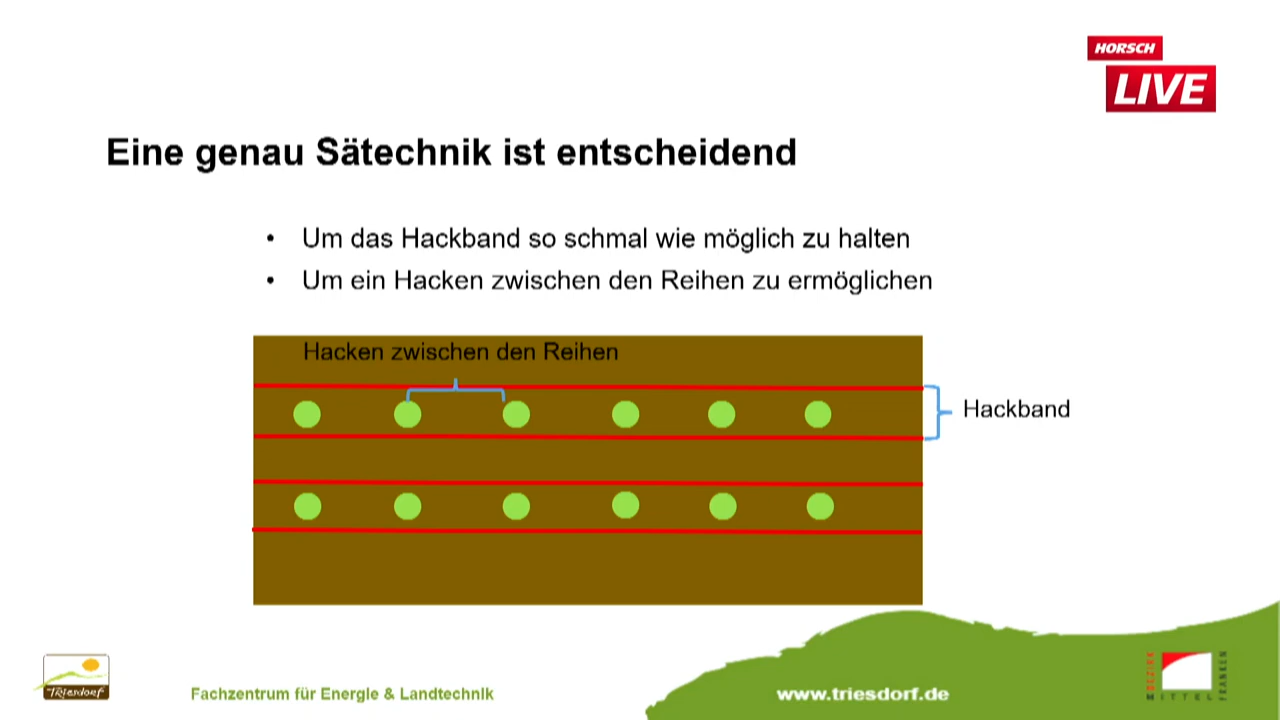 HORSCH
LIVE
Eine genau Sätechnik ist entscheidend
• Um das Hackband so schmal wie möglich zu halten
• Um ein Hacken zwischen den Reihen zu ermöglichen
Hacken zwischen den Reihen
Hackband
TRIESDORF
Fachzentrum für Energie & Landtechnik
www.triesdorf.de
BEZIRK
MITTEL
FRANKEN